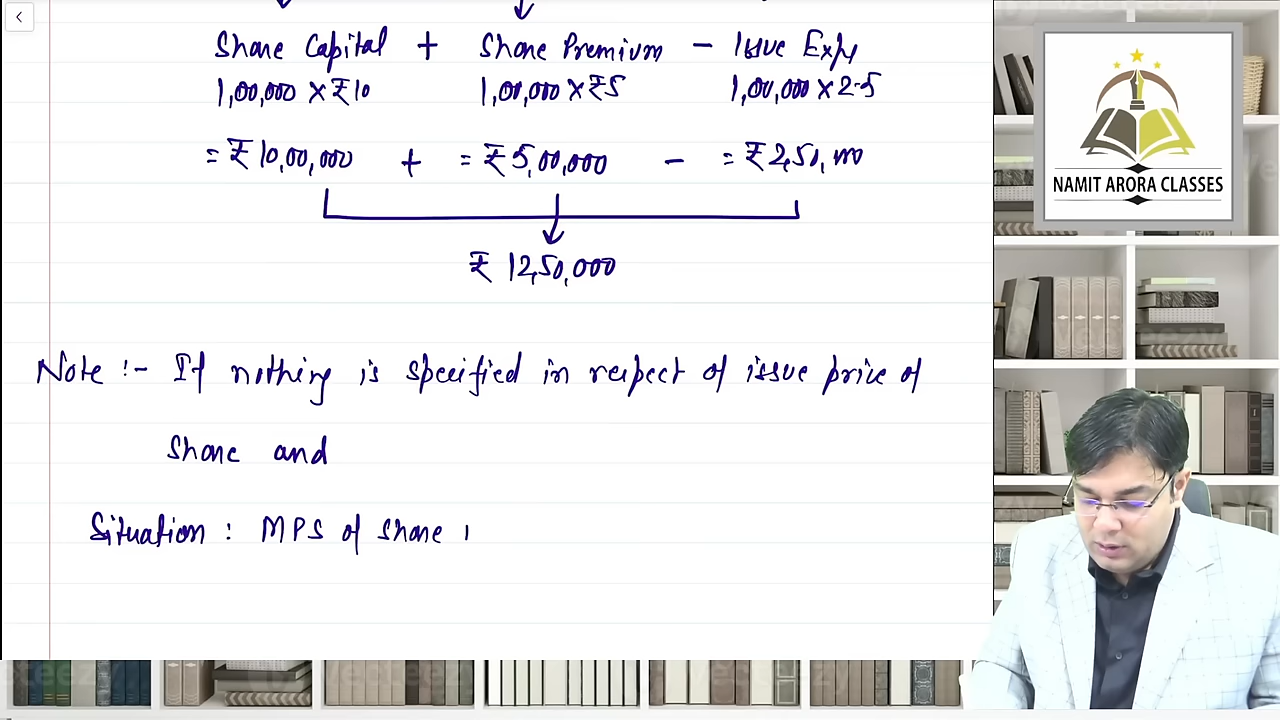 Share Capital + Share Premium - Issue Exps
1,00,000 × ₹10 1,00,000 × ₹5 1,00,000 × 2.5
= ₹ 10,00,000 + = ₹ 5,00,000 - = ₹ 2,50,000
₹ 12,50,000
Note :- If nothing is specified in respect of issue price of
Share and
Situation : MPS of share
NAMIT ARORA CLASSES